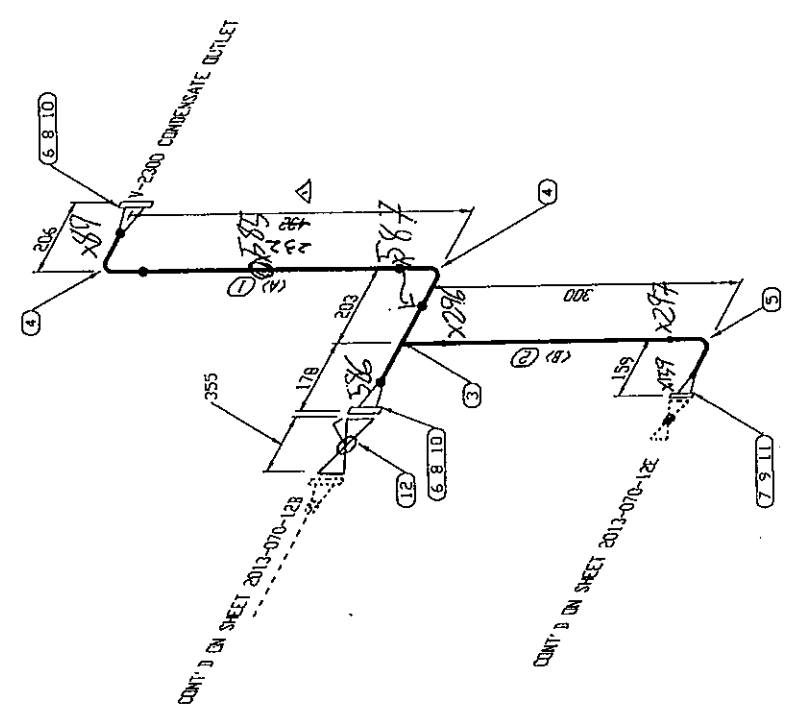 V-2300 CONDENSATE OUTLET
6 8 10
206
4
492
232
(A) 1
4
203
178
355
300
(B) 2
3
159
5
12
6 8 10
7 9 11
CONT'D ON SHEET 2013-070-12B
CONT'D ON SHEET 2013-070-12E